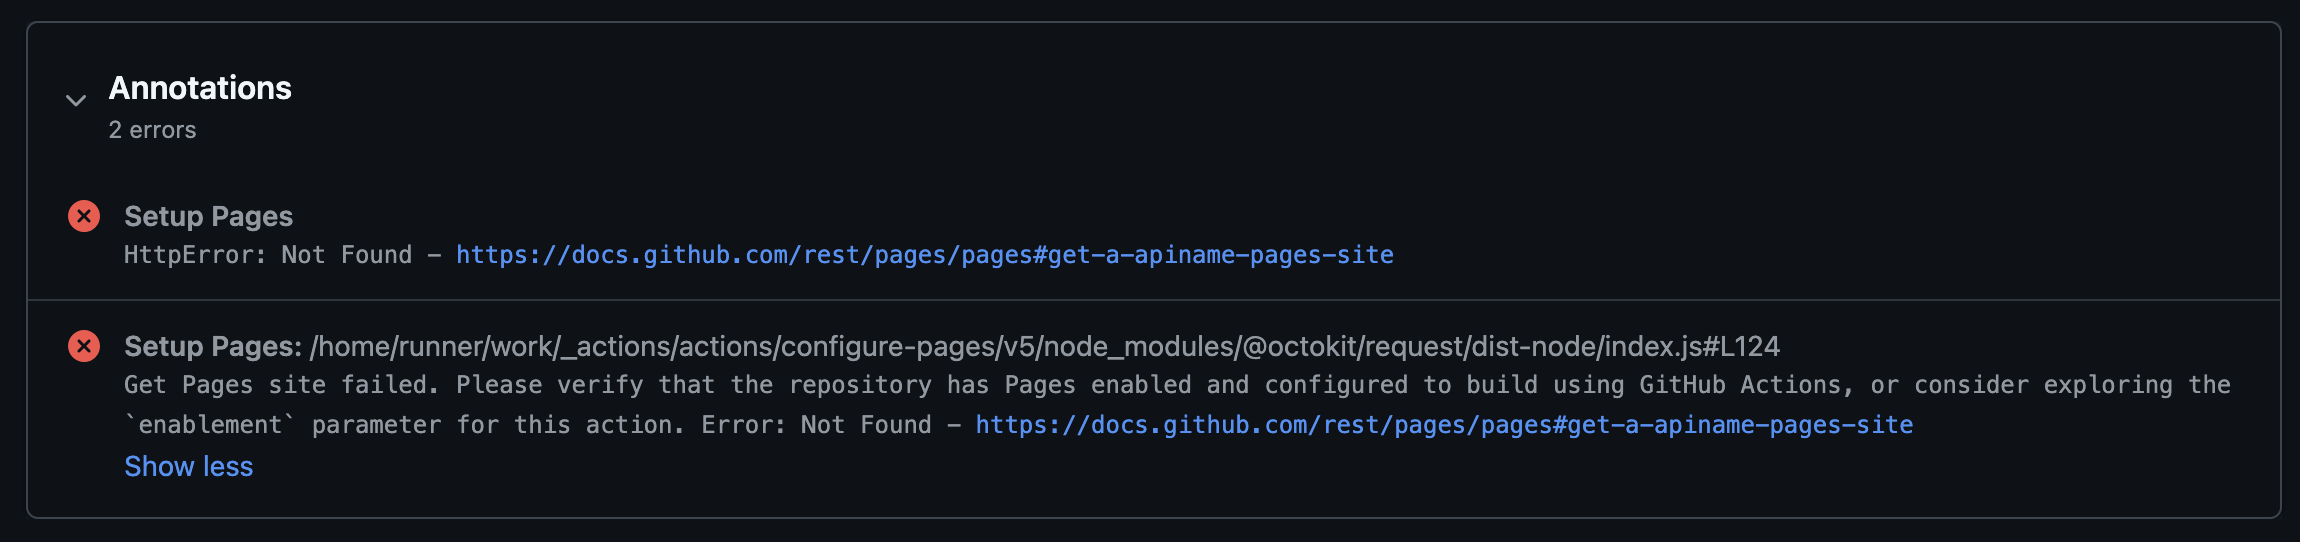 Annotations
2 errors
Setup Pages
HttpError: Not Found - https://docs.github.com/rest/pages/pages#get-a-apiname-pages-site
Setup Pages: /home/runner/work/_actions/actions/configure-pages/v5/node_modules/@octokit/request/dist-node/index.js#L124
Get Pages site failed. Please verify that the repository has Pages enabled and configured to build using GitHub Actions, or consider exploring the
`enablement` parameter for this action. Error: Not Found - https://docs.github.com/rest/pages/pages#get-a-apiname-pages-site
Show less